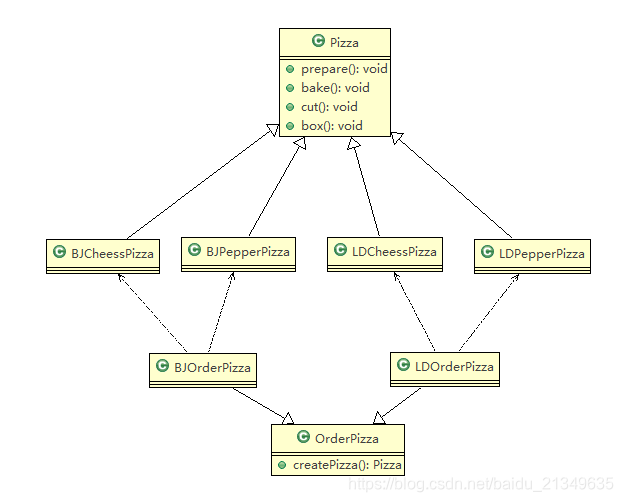 C Pizza
prepare(): void
bake(): void
cut(): void
box(): void
C BJCheessPizza
C BJPepperPizza
C LDCheessPizza
C LDPepperPizza
C BJOrderPizza
C LDOrderPizza
C OrderPizza
createPizza(): Pizza
https://blog.csdn.net/baidu_21349635